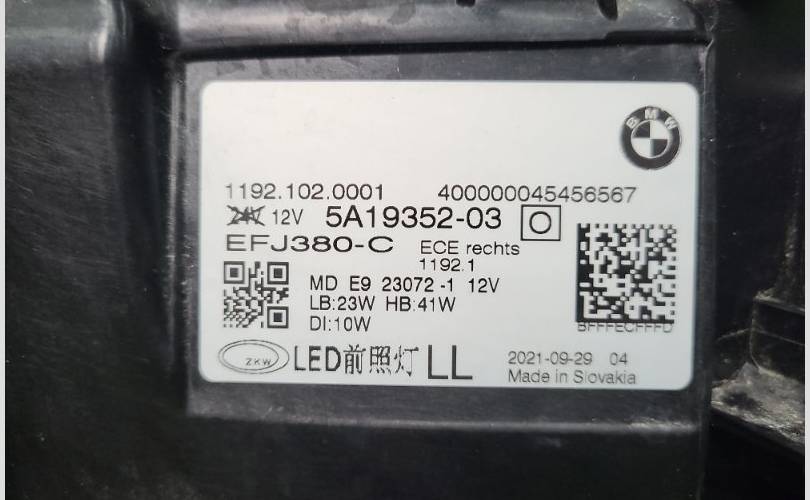 BMW
1192.102.0001 400000045456567
24V 12V 5A19352-03 O
EFJ380-C ECE rechts
1192.1
MD E9 23072 -1 12V
LB:23W HB:41W
DI:10W
BFFFECFFFD
ZKW LED前照灯 LL
2021-09-29 04
Made in Slovakia